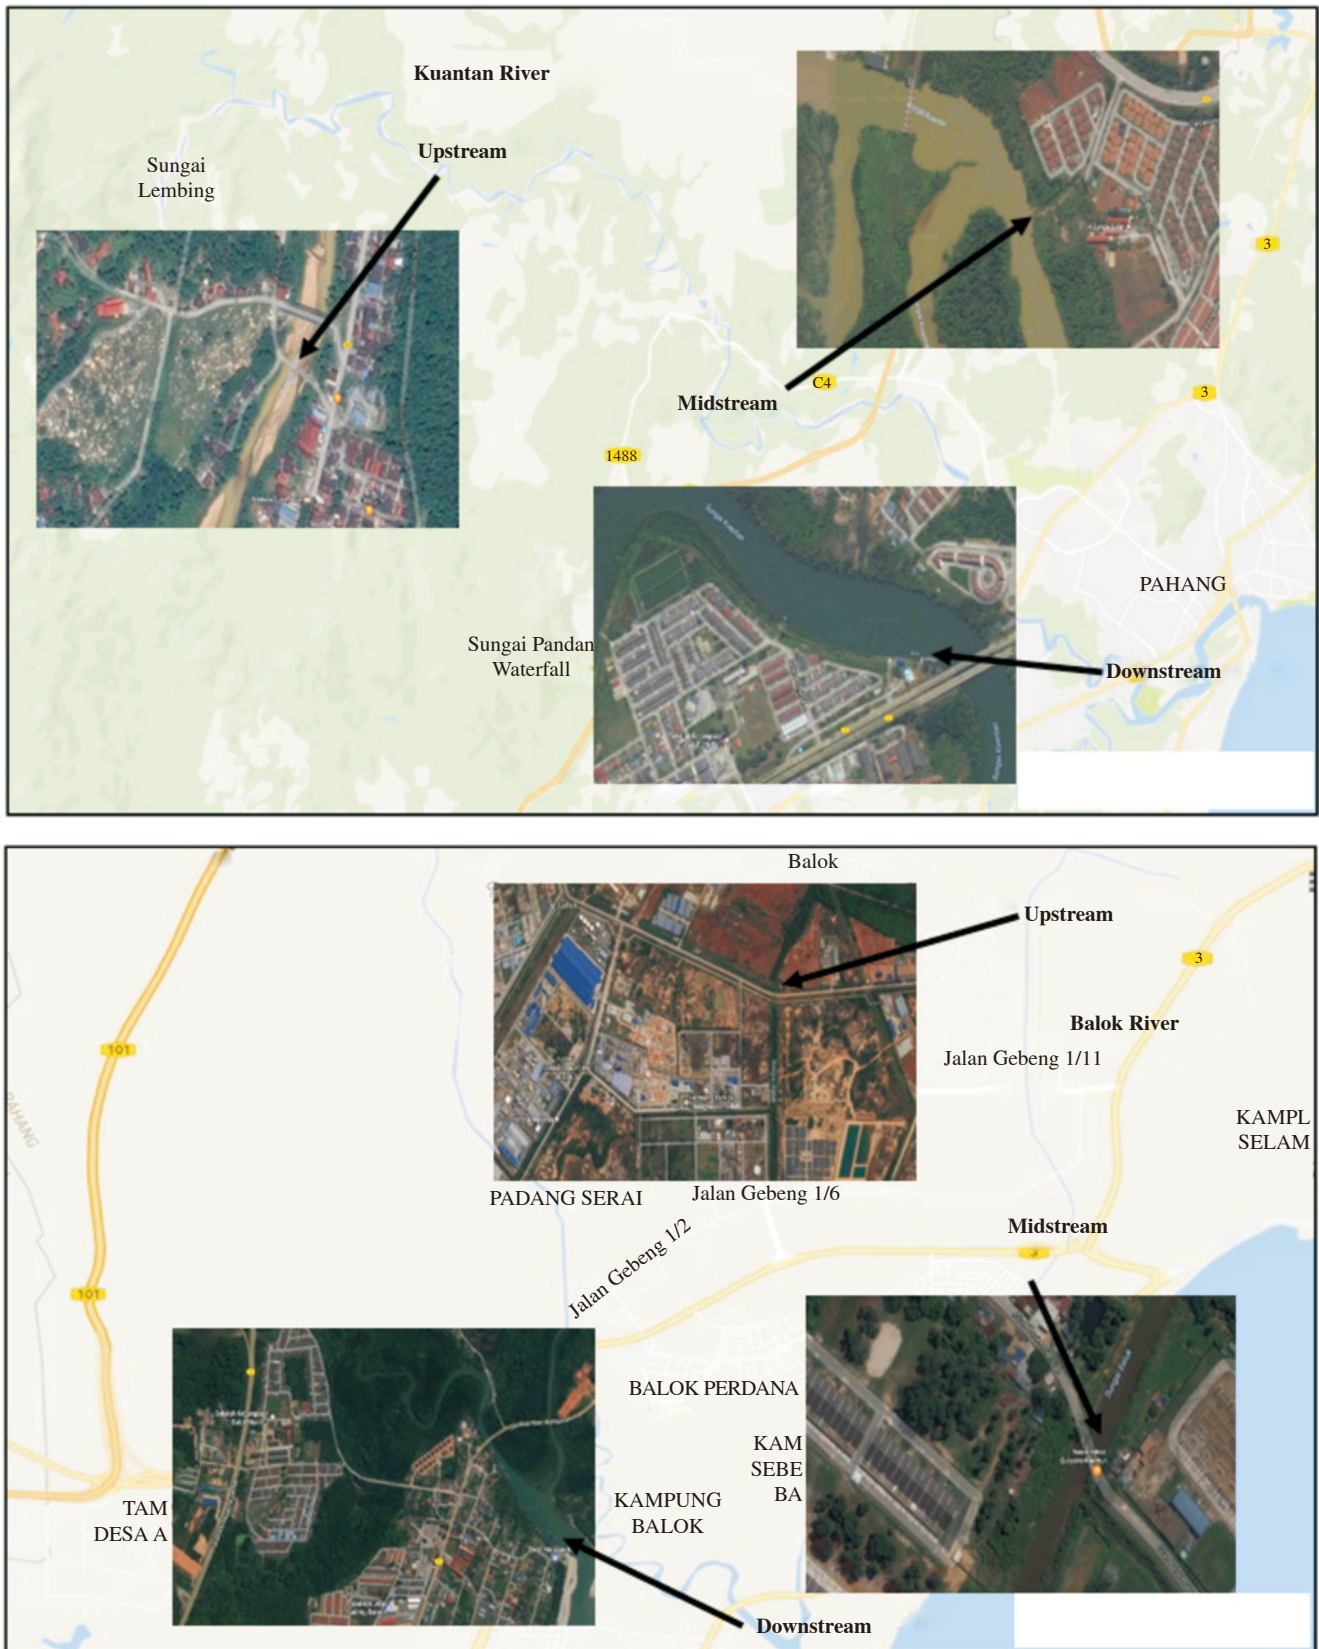 Kuantan River
Upstream
Sungai
Lembing
3
Midstream
C4
3
1488
PAHANG
Sungai Pandan
Waterfall
Downstream
Balok
Upstream
3
Balok River
101
Jalan Gebeng 1/11
PAHANG
KAMPL
SELAM
PADANG SERAI
Jalan Gebeng 1/6
Midstream
Jalan Gebeng 1/2
3
101
BALOK PERDANA
KAM
SEBE
BA
KAMPUNG
BALOK
TAM
DESA A
Downstream